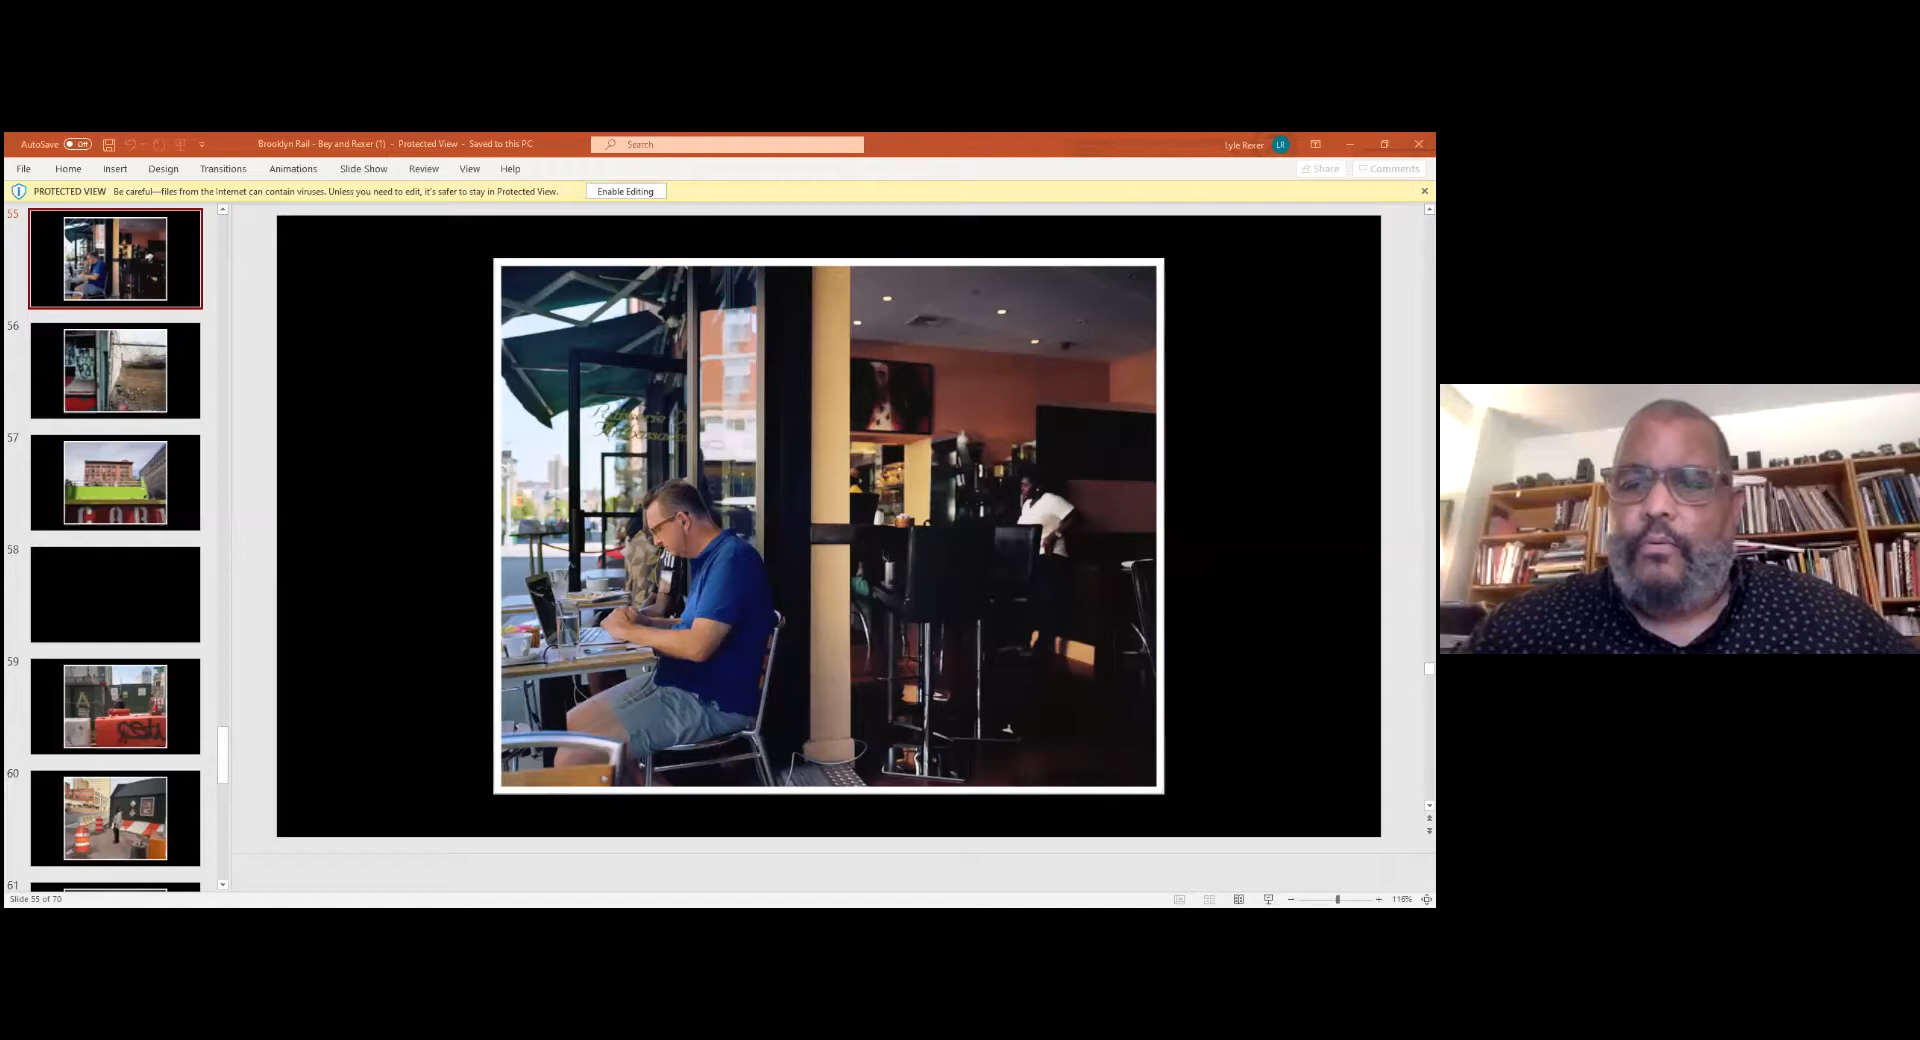 AutoSave Off
Brooklyn Rail - Bey and Rexer (1) - Protected View - Saved to this PC
Search
Lyle Rexer LR
File Home Insert Design Transitions Animations Slide Show Review View Help
Share Comments
PROTECTED VIEW Be careful—files from the Internet can contain viruses. Unless you need to edit, it's safer to stay in Protected View. Enable Editing
55
56
57
58
59
60
61
Patisserie
Slide 55 of 70
116%